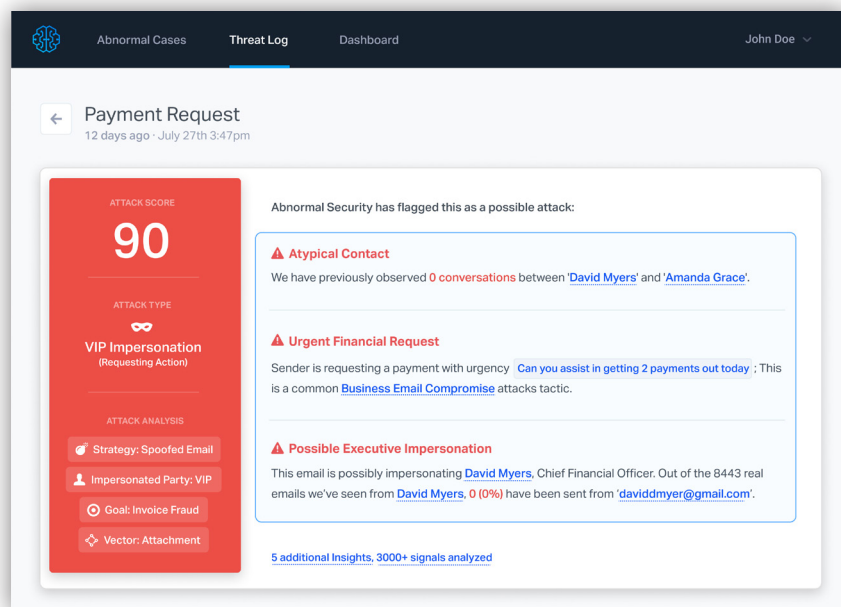 Abnormal Cases Threat Log Dashboard John Doe
Payment Request
12 days ago · July 27th 3:47pm
ATTACK SCORE
90
ATTACK TYPE
VIP Impersonation
(Requesting Action)
ATTACK ANALYSIS
Strategy: Spoofed Email
Impersonated Party: VIP
Goal: Invoice Fraud
Vector: Attachment
Abnormal Security has flagged this as a possible attack:
Atypical Contact
We have previously observed 0 conversations between 'David Myers' and 'Amanda Grace'.
Urgent Financial Request
Sender is requesting a payment with urgency Can you assist in getting 2 payments out today ; This
is a common Business Email Compromise attacks tactic.
Possible Executive Impersonation
This email is possibly impersonating David Myers, Chief Financial Officer. Out of the 8443 real
emails we've seen from David Myers, 0 (0%) have been sent from 'daviddmyer@gmail.com'.
5 additional Insights, 3000+ signals analyzed